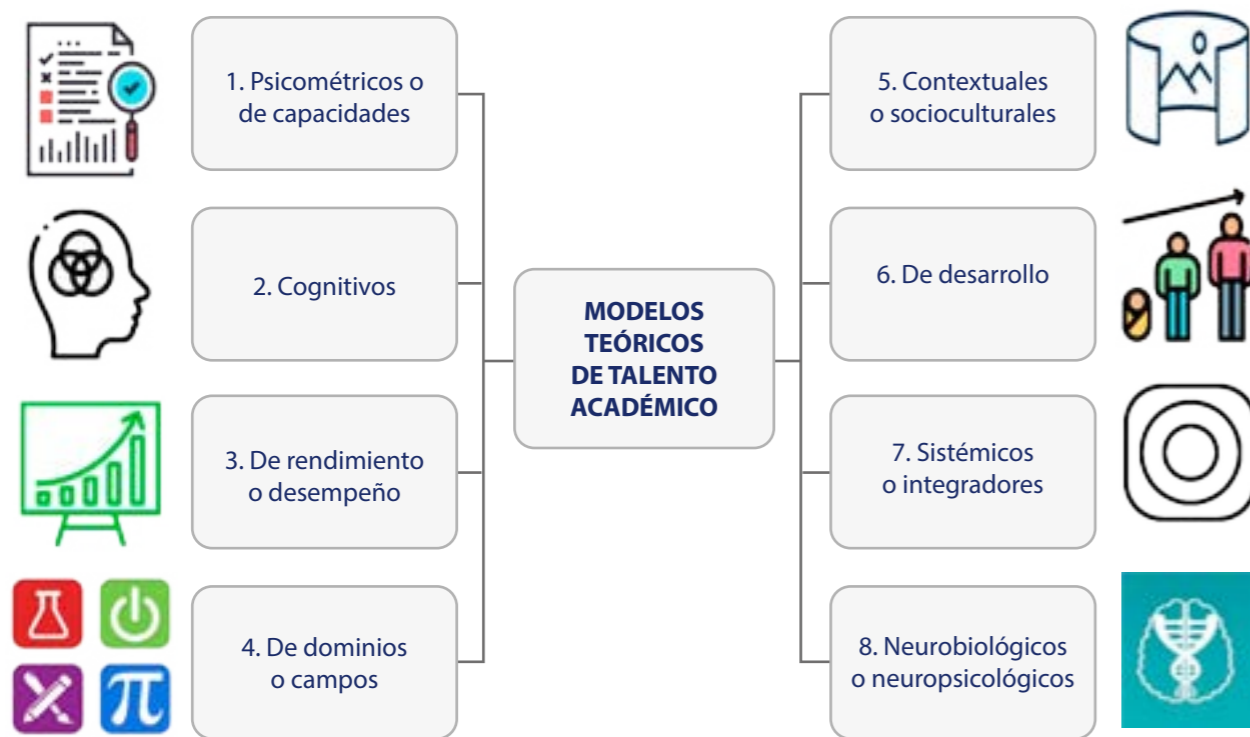 1. Psicométricos o
de capacidades
2. Cognitivos
3. De rendimiento
o desempeño
4. De dominios
o campos
MODELOS
TEÓRICOS
DE TALENTO
ACADÉMICO
5. Contextuales
o socioculturales
6. De desarrollo
7. Sistémicos
o integradores
8. Neurobiológicos
o neuropsicológicos